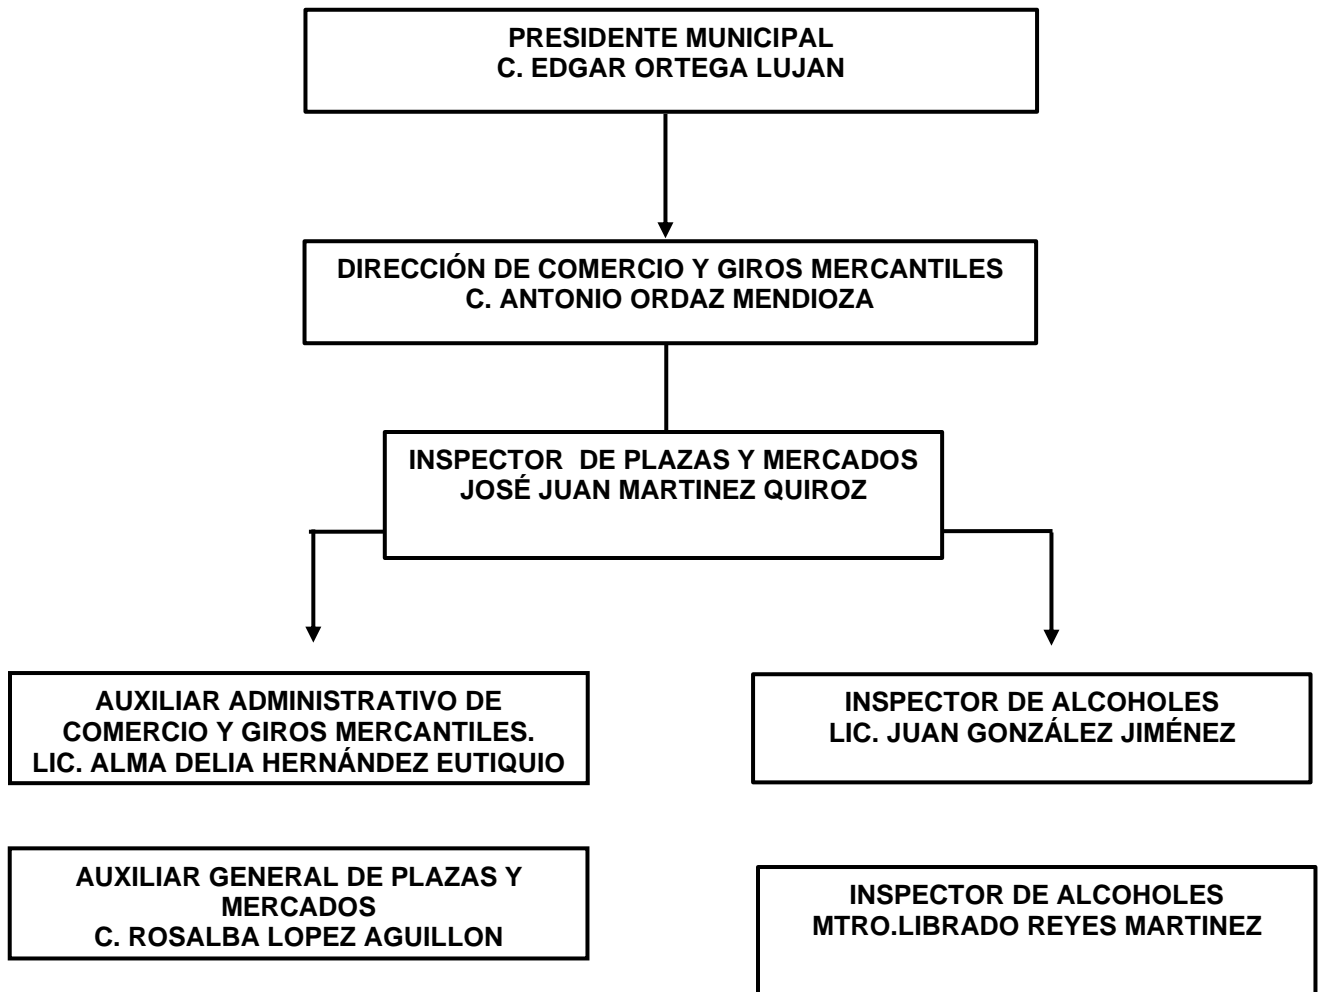 PRESIDENTE MUNICIPAL
C. EDGAR ORTEGA LUJAN
DIRECCIÓN DE COMERCIO Y GIROS MERCANTILES
C. ANTONIO ORDAZ MENDIOZA
INSPECTOR  DE PLAZAS Y MERCADOS
JOSÉ JUAN MARTINEZ QUIROZ
AUXILIAR ADMINISTRATIVO DE
COMERCIO Y GIROS MERCANTILES.
LIC. ALMA DELIA HERNÁNDEZ EUTIQUIO
INSPECTOR DE ALCOHOLES
LIC. JUAN GONZÁLEZ JIMÉNEZ
AUXILIAR GENERAL DE PLAZAS Y
MERCADOS
C. ROSALBA LOPEZ AGUILLON
INSPECTOR DE ALCOHOLES
MTRO.LIBRADO REYES MARTINEZ